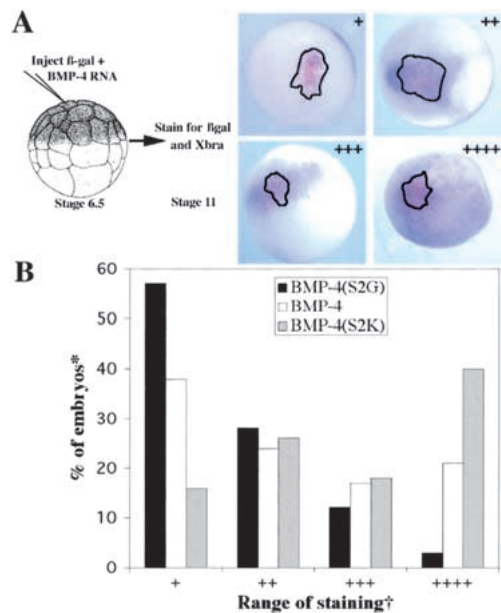 A
Inject ß-gal +
BMP-4 RNA
Stain for ßgal
and Xbra
Stage 6.5
Stage 11
+
++
+++
++++
B
60
50
40
30
20
10
0
% of embryos*
BMP-4(S2G)
BMP-4
BMP-4(S2K)
+
++
+++
++++
Range of staining†